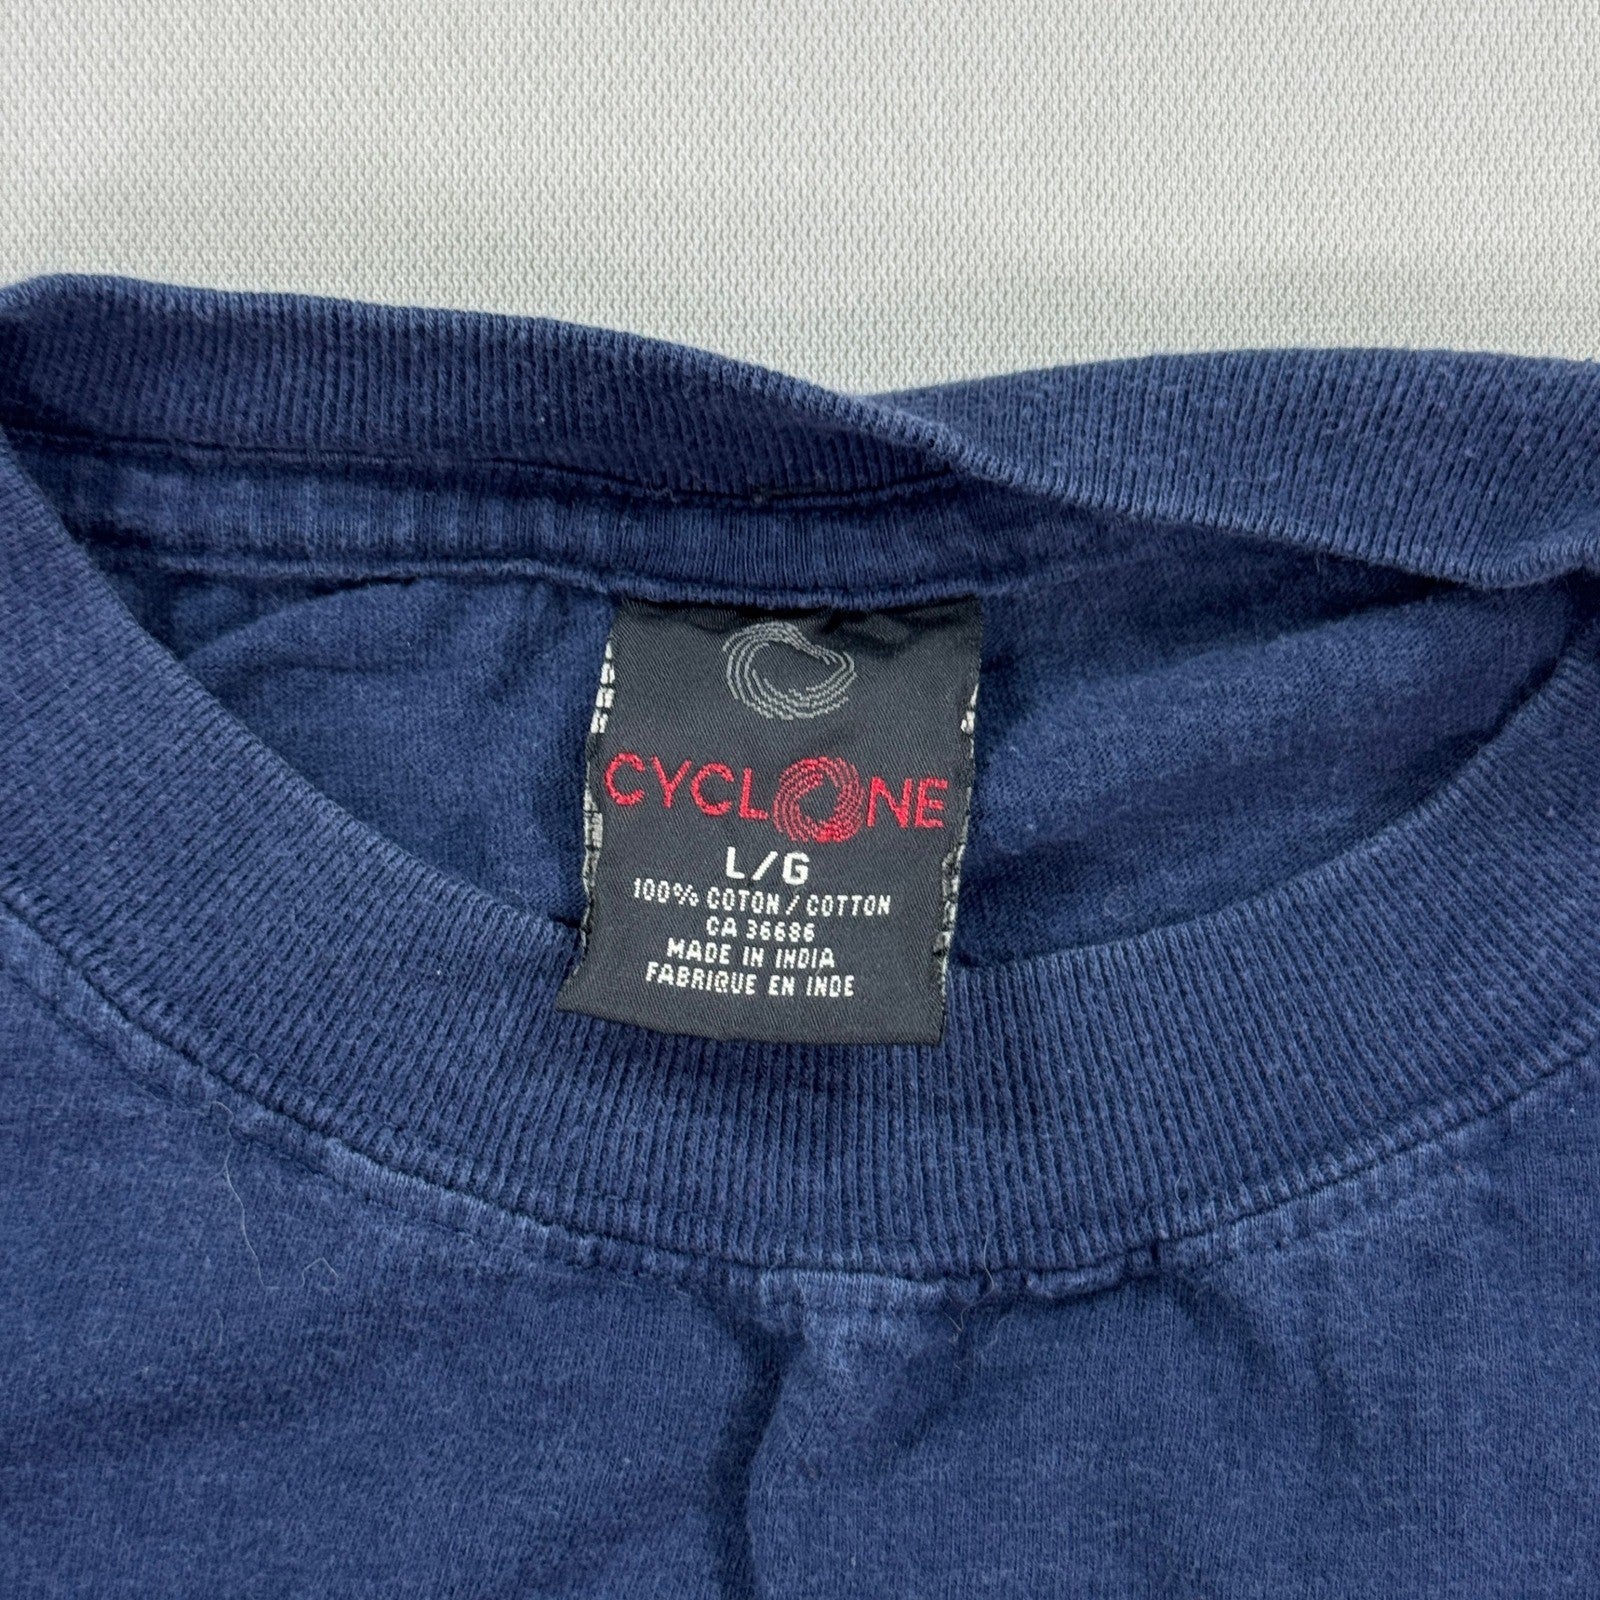 CYCLONE
L/G
100% COTON / COTTON
CA 36686
MADE IN INDIA
FABRIQUE EN INDE